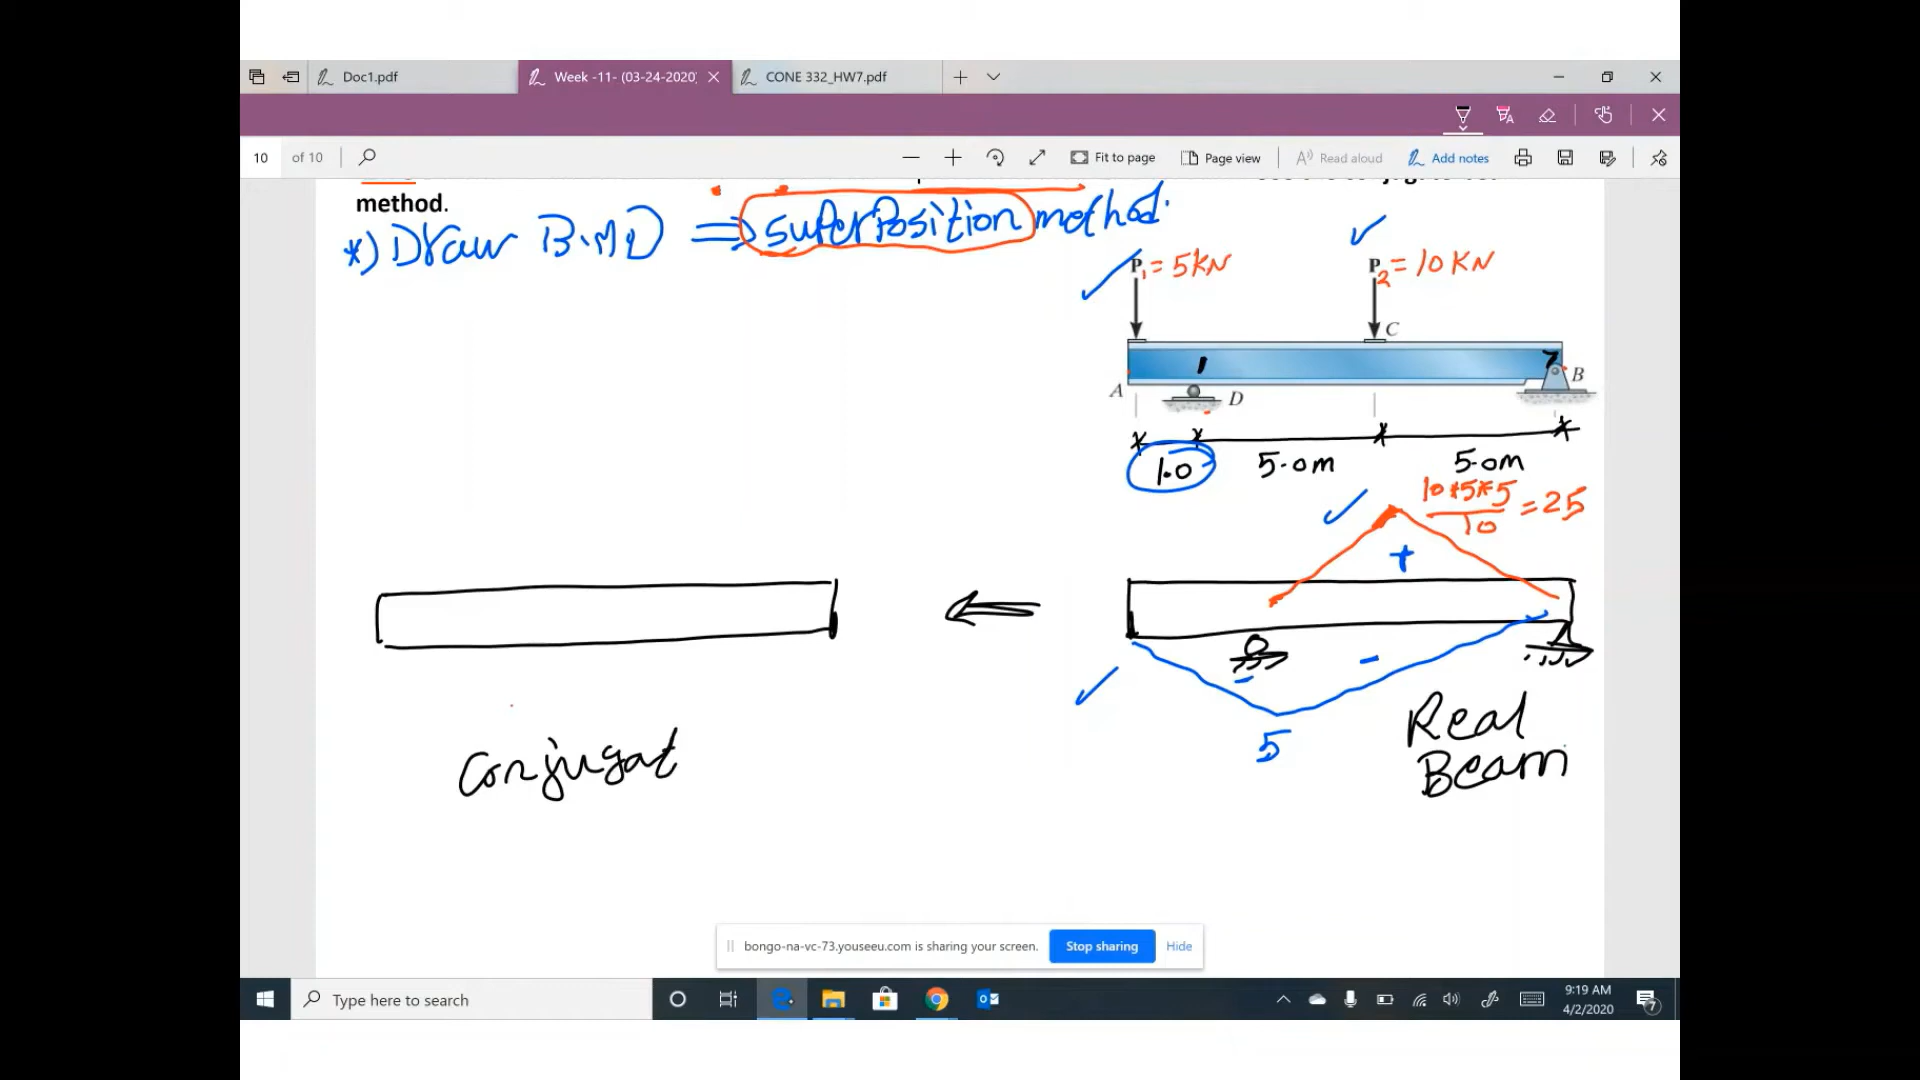 Doc1.pdf
Week -11- (03-24-2020)
CONE 332_HW7.pdf
10 of 10
Fit to page
Page view
Read aloud
Add notes
method.
*) Draw B.MD ⇒ superPosition method.
P1 = 5KN
P2 = 10 KN
C
A
D
B
1.0
5.0m
5.0m
10*5*5
10
= 25
+
-
5
Real
Beam
Conjugat
bongo-na-vc-73.youseeu.com is sharing your screen.
Stop sharing
Hide
Type here to search
9:19 AM
4/2/2020
7